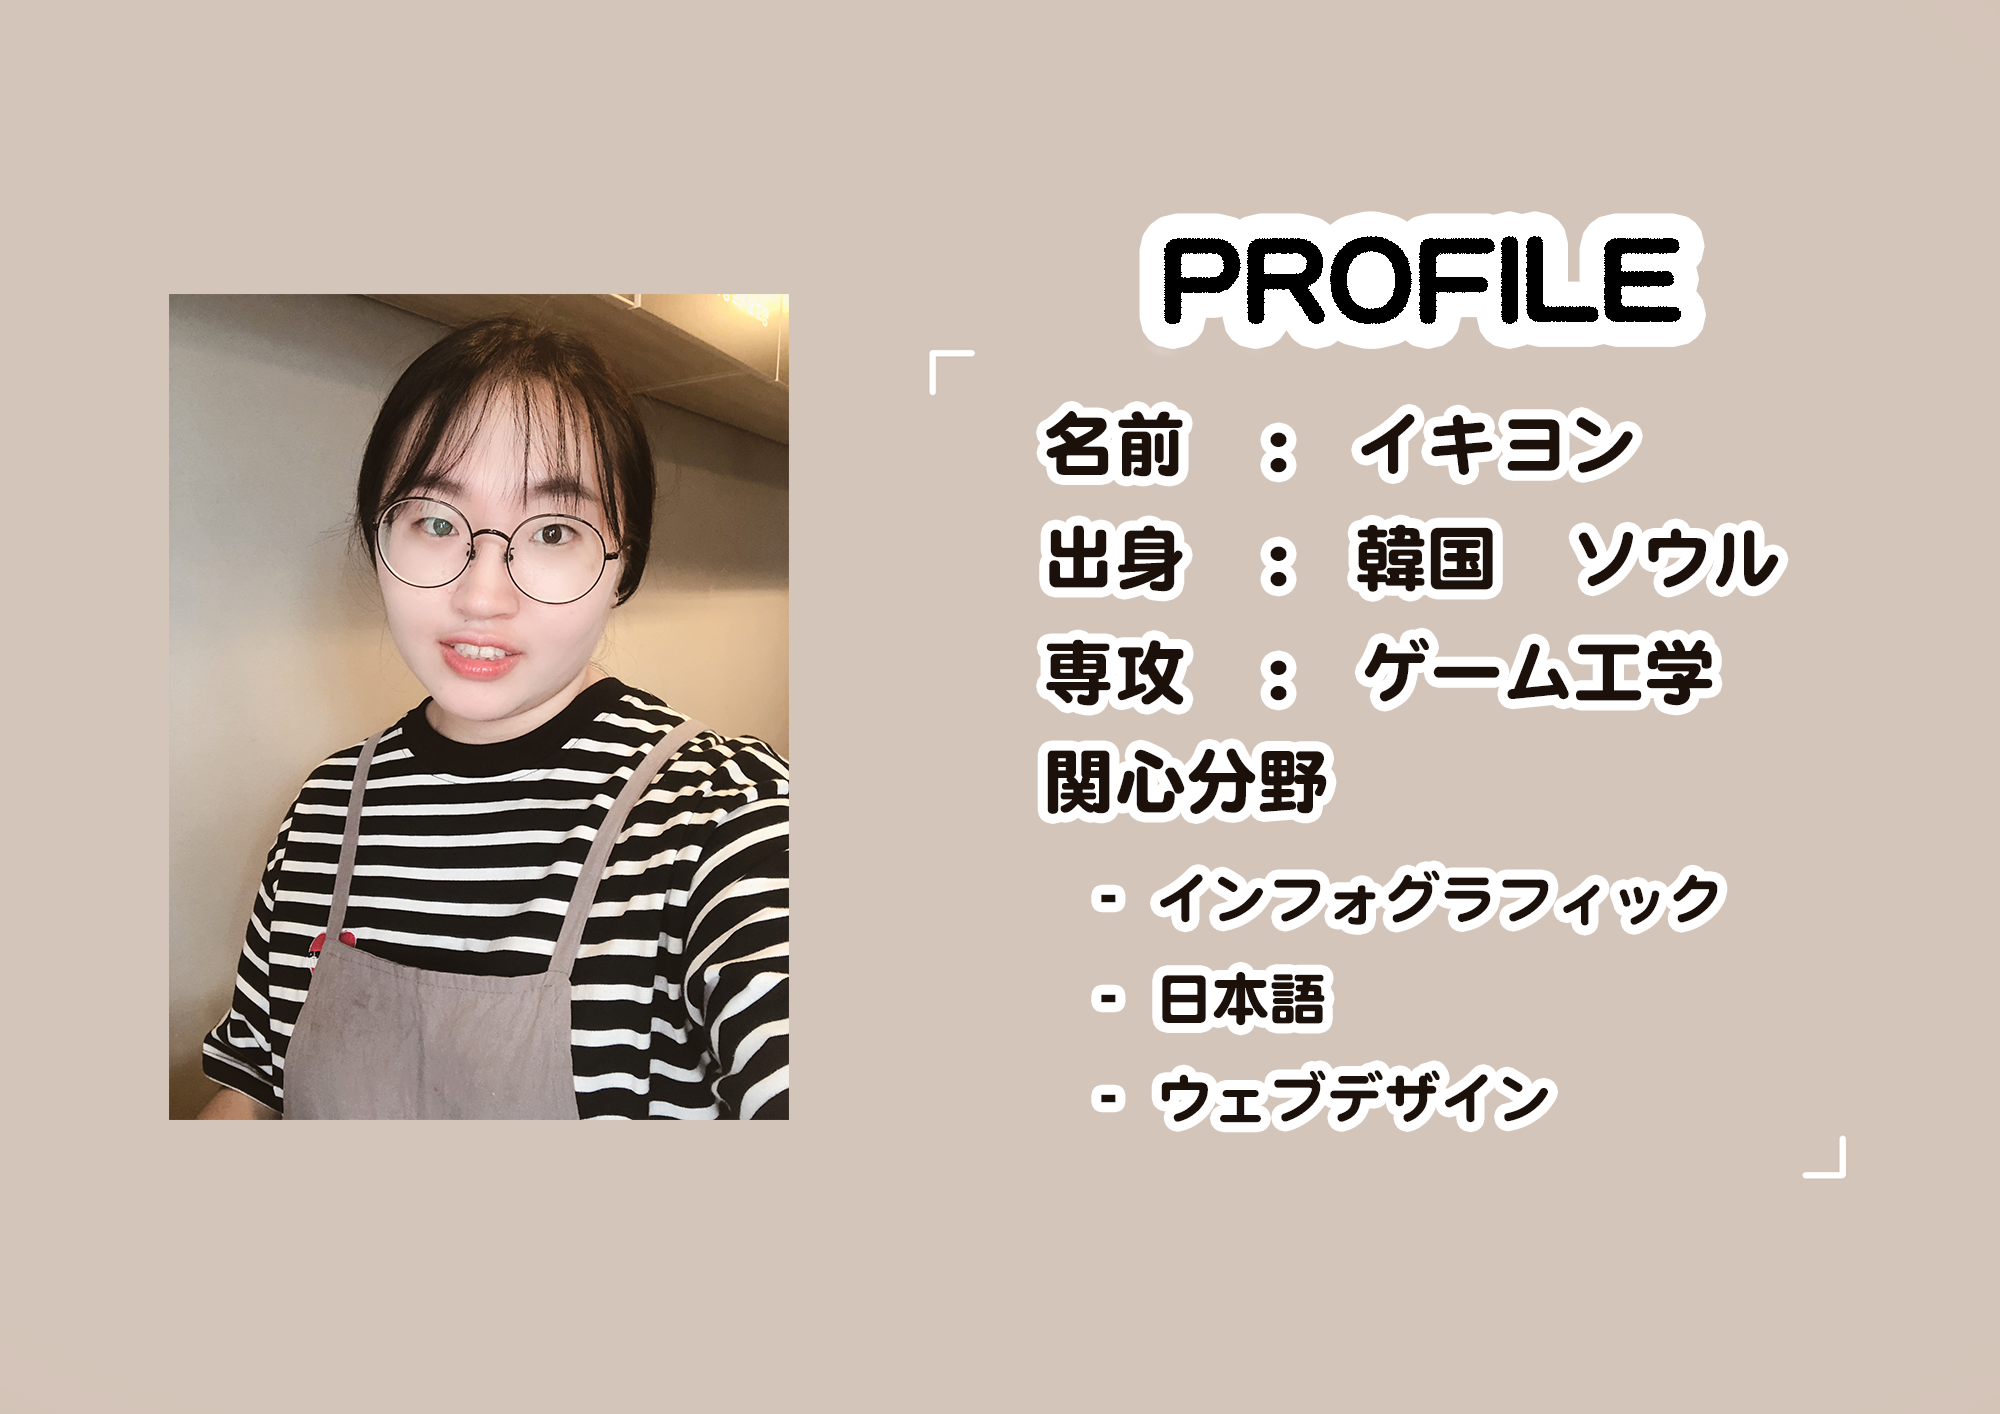 PROFILE
名前　:　イキヨン
出身　:　韓国　ソウル
専攻　:　ゲーム工学
関心分野
- インフォグラフィック
- 日本語
- ウェブデザイン